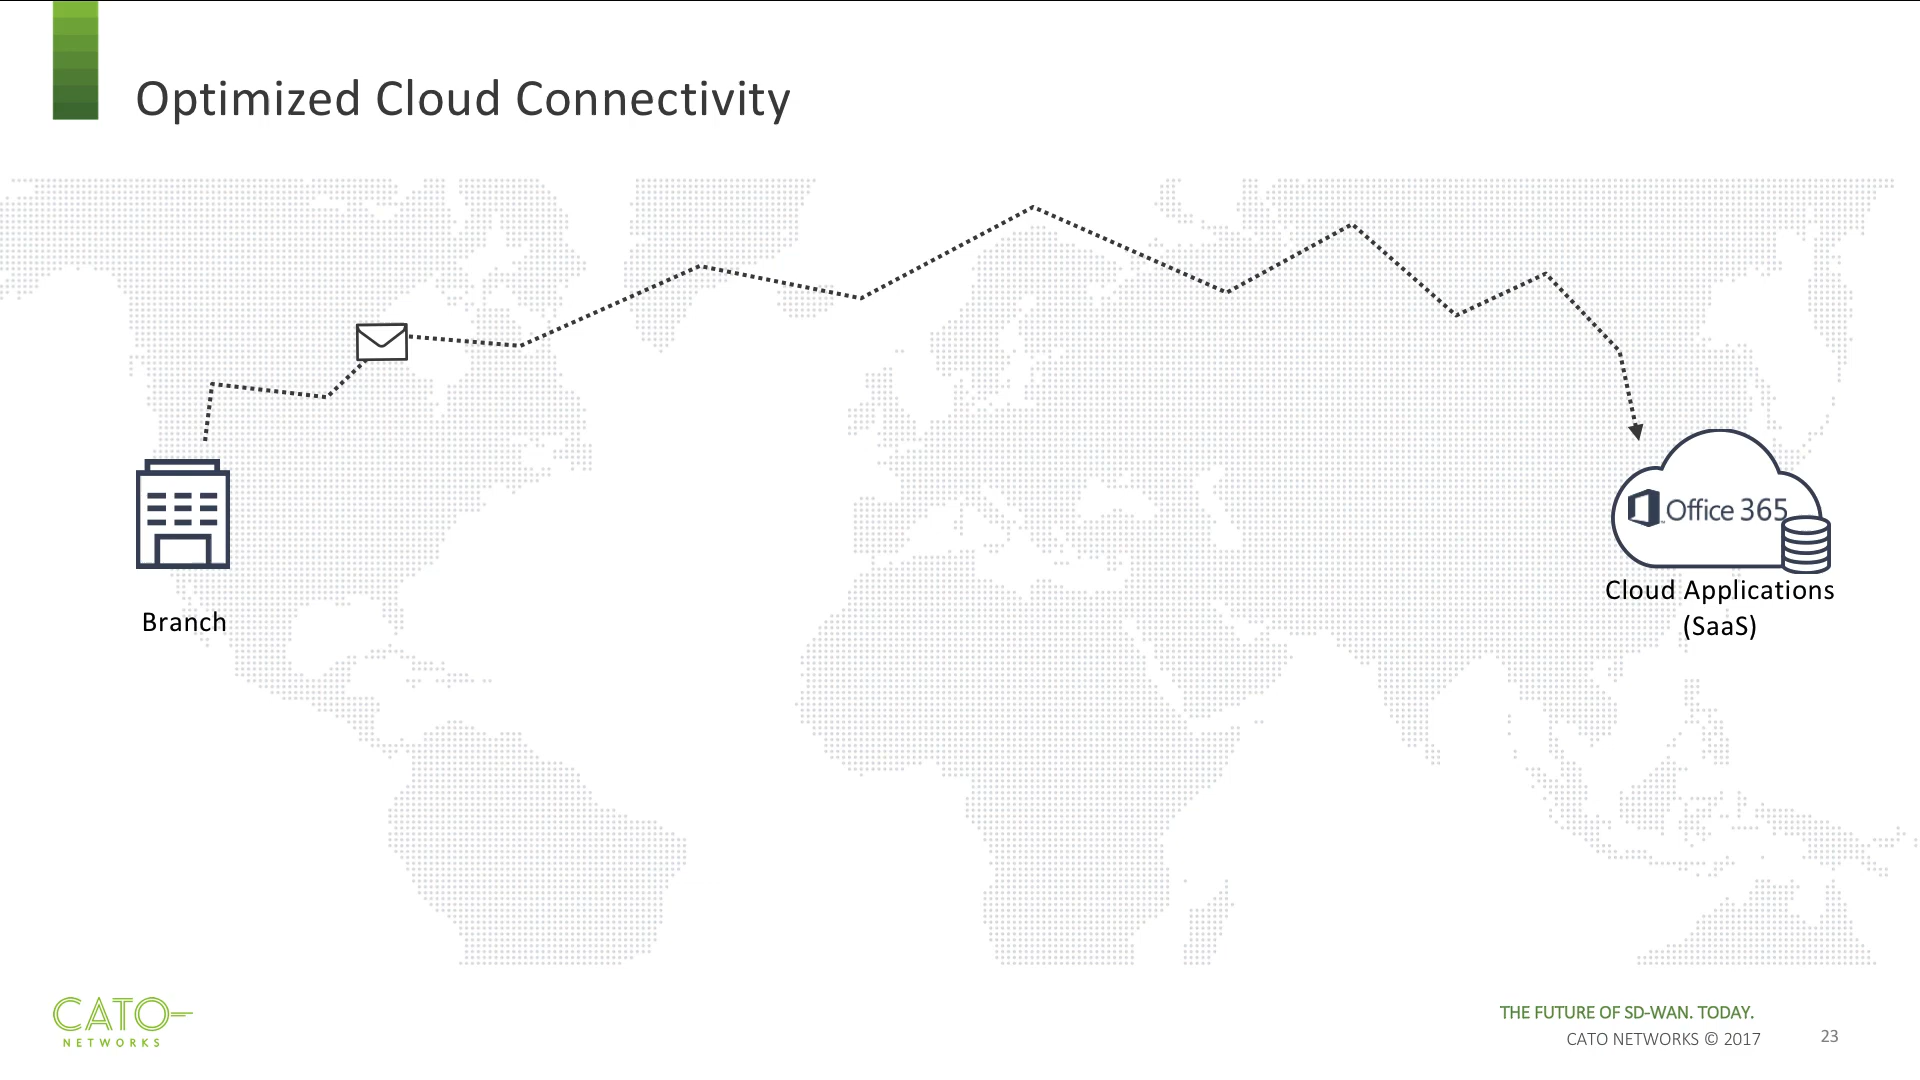 Optimized Cloud Connectivity
Office 365
Cloud Applications
(SaaS)
Branch
CATO
NETWORKS
THE FUTURE OF SD-WAN. TODAY.
CATO NETWORKS © 2017
23